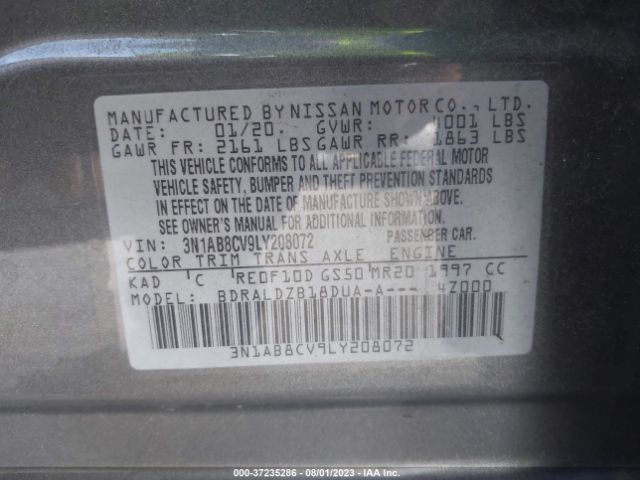 MANUFACTURED BY NISSAN MOTOR CO., LTD.
DATE: 01/20. GVWR: 4001 LBS
GAWR FR: 2161 LBS GAWR RR: 1863 LBS
THIS VEHICLE CONFORMS TO ALL APPLICABLE FEDERAL MOTOR
VEHICLE SAFETY, BUMPER AND THEFT PREVENTION STANDARDS
IN EFFECT ON THE DATE OF MANUFACTURE SHOWN ABOVE.
SEE OWNER'S MANUAL FOR ADDITIONAL INFORMATION.
VIN: 3N1AB8CV9LY208072 PASSENGER CAR.
COLOR TRIM TRANS AXLE ENGINE
KAD C RE0F10D GS50 MR20 1997 CC
MODEL: BDRALDZB18DUA-A--- 4Z000
3N1AB8CV9LY208072
000-37235286 - 08/01/2023 - IAA Inc.